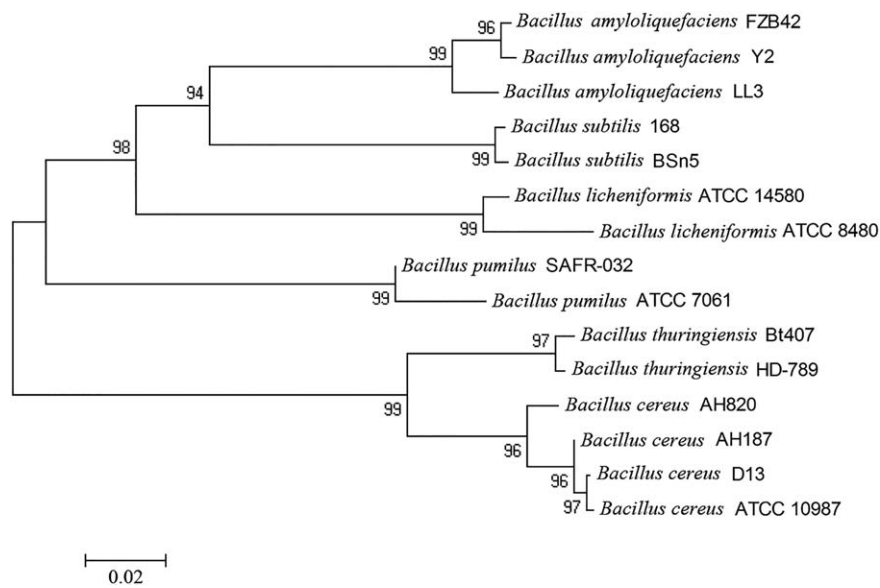 96
Bacillus amyloliquefaciens FZB42
99
Bacillus amyloliquefaciens Y2
94
Bacillus amyloliquefaciens LL3
98
Bacillus subtilis 168
99
Bacillus subtilis BSn5
Bacillus licheniformis ATCC 14580
99
Bacillus licheniformis ATCC 8480
Bacillus pumilus SAFR-032
99
Bacillus pumilus ATCC 7061
97
Bacillus thuringiensis Bt407
Bacillus thuringiensis HD-789
99
Bacillus cereus AH820
96
Bacillus cereus AH187
96
Bacillus cereus D13
97
Bacillus cereus ATCC 10987
0.02